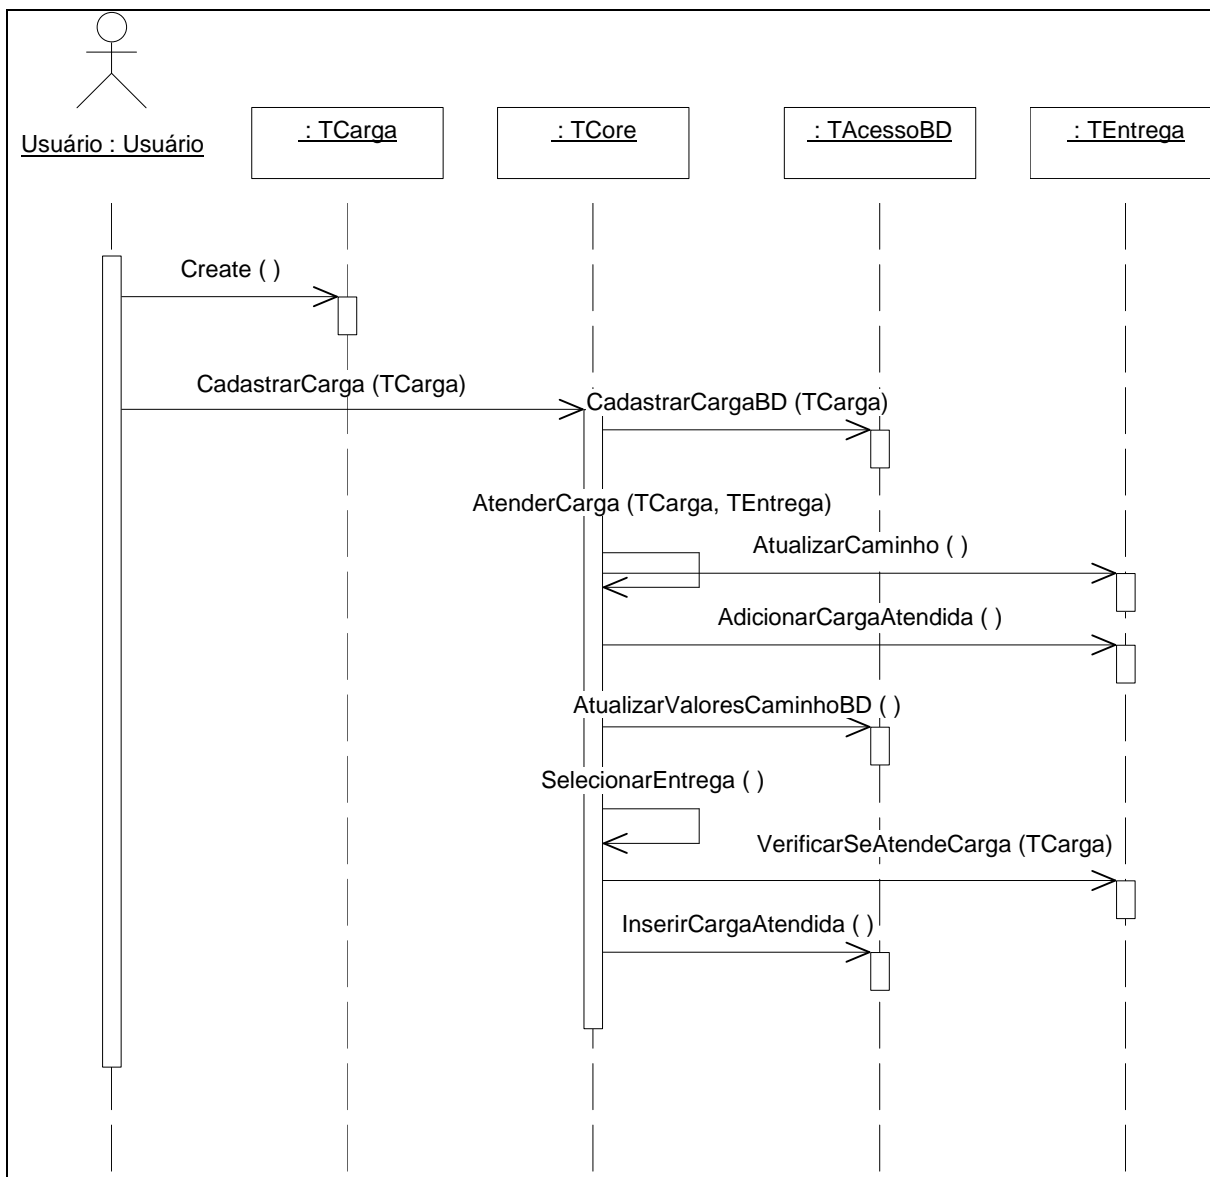 Usuário : Usuário
: TCarga
: TCore
: TAcessoBD
: TEntrega
Create ( )
CadastrarCarga (TCarga)
CadastrarCargaBD (TCarga)
AtenderCarga (TCarga, TEntrega)
AtualizarCaminho ( )
AdicionarCargaAtendida ( )
AtualizarValoresCaminhoBD ( )
SelecionarEntrega ( )
VerificarSeAtendeCarga (TCarga)
InserirCargaAtendida ( )